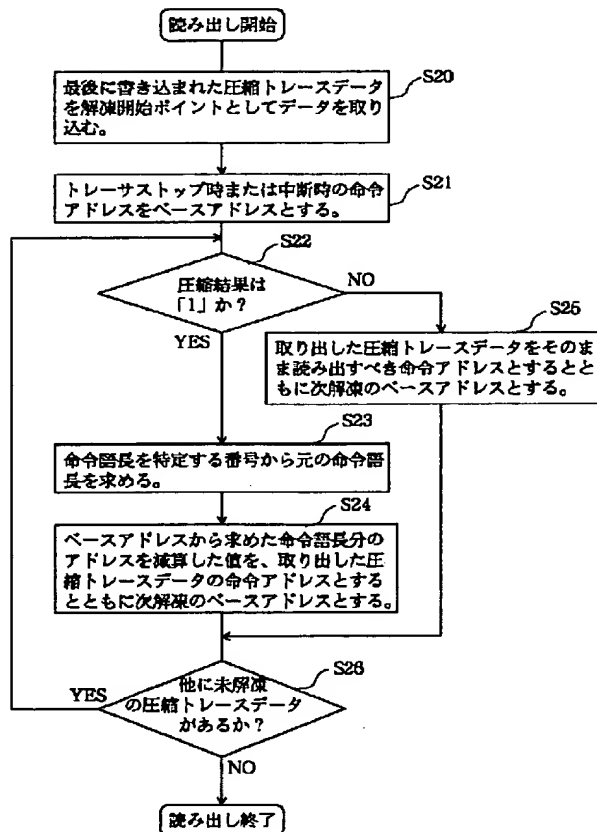 読み出し開始
S20
最後に書き込まれた圧縮トレースデータ
を解凍開始ポイントとしてデータを取り
込む。
S21
トレーサストップ時または中断時の命令
アドレスをベースアドレスとする。
S22
圧縮結果は
「1」か？
NO
YES
S25
取り出した圧縮トレースデータをそのま
ま読み出すべき命令アドレスとするとと
もに次解凍のベースアドレスとする。
S23
命令語長を特定する番号から元の命令語
長を求める。
S24
ベースアドレスから求めた命令語長分の
アドレスを減算した値を、取り出した圧
縮トレースデータの命令アドレスとする
とともに次解凍のベースアドレスとする。
S26
YES
他に未解凍
の圧縮トレースデータ
があるか？
NO
読み出し終了